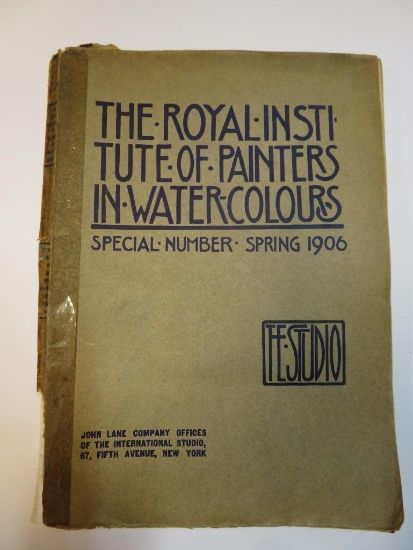 THE·ROYAL·INSTI·
TUTE·OF·PAINTERS
IN·WATER·COLOURS
SPECIAL·NUMBER·SPRING 1906
THE·STUDIO
JOHN LANE COMPANY OFFICES
OF THE INTERNATIONAL STUDIO,
67, FIFTH AVENUE, NEW YORK